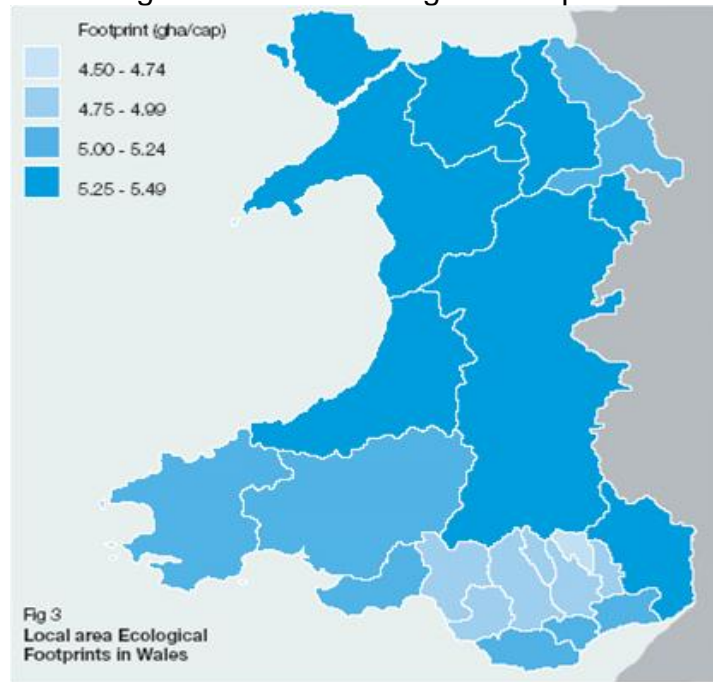 Footprint (gha/cap)
4.50 - 4.74
4.75 - 4.99
5.00 - 5.24
5.25 - 5.49
Fig 3
Local area Ecological
Footprints in Wales